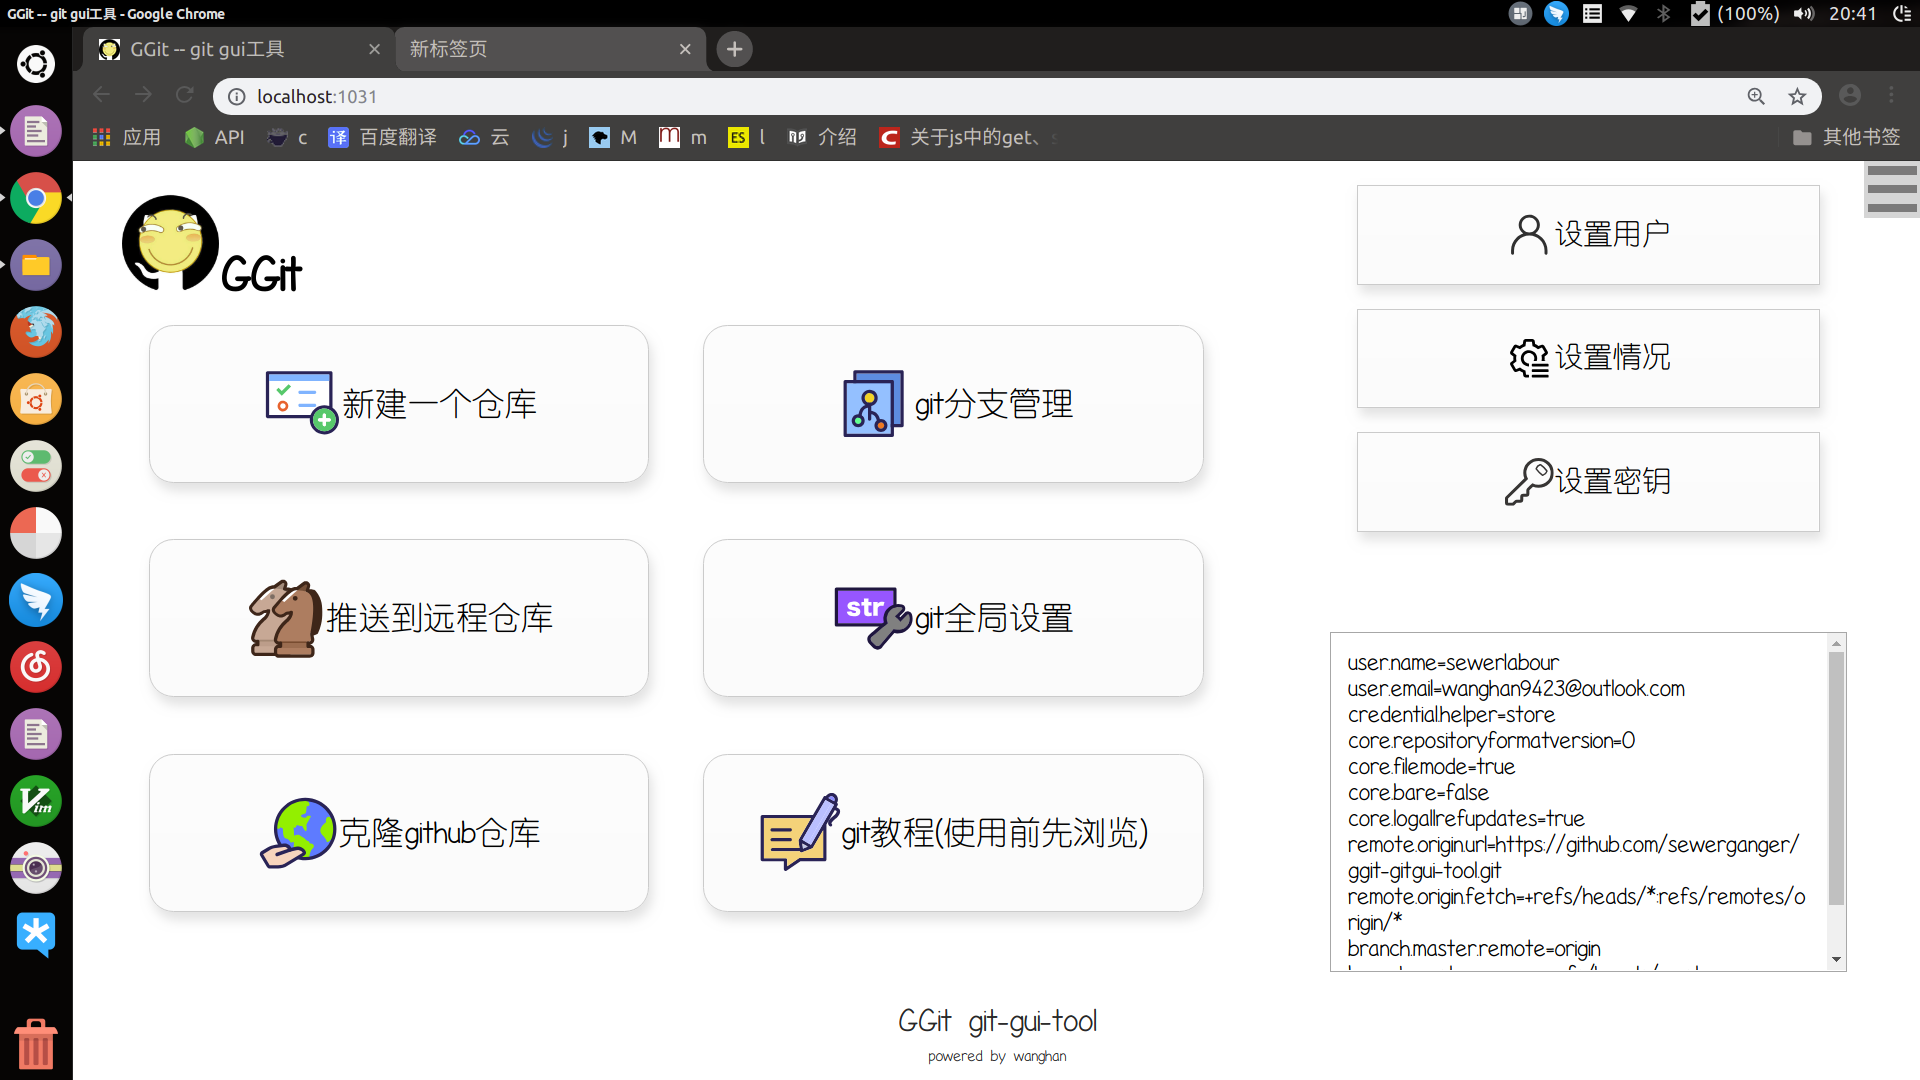 GGit -- git gui工具 - Google Chrome
(100%)
20:41
GGit -- git gui工具
新标签页
localhost:1031
应用
API
c
译
百度翻译
云
j
M
m
m
ES
l
介绍
C
关于js中的get、
其他书签
GGit
设置用户
设置情况
设置密钥
新建一个仓库
git分支管理
推送到远程仓库
str
git全局设置
克隆github仓库
git教程(使用前先浏览)
user.name=sewerlabour
user.email=wanghan9423@outlook.com
credential.helper=store
core.repositoryformatversion=0
core.filemode=true
core.bare=false
core.logallrefupdates=true
remote.origin.url=https://github.com/sewerganger/
ggit-gitgui-tool.git
remote.origin.fetch=+refs/heads/*:refs/remotes/o
rigin/*
branch.master.remote=origin
Vim
GGit git-gui-tool
powered by wanghan